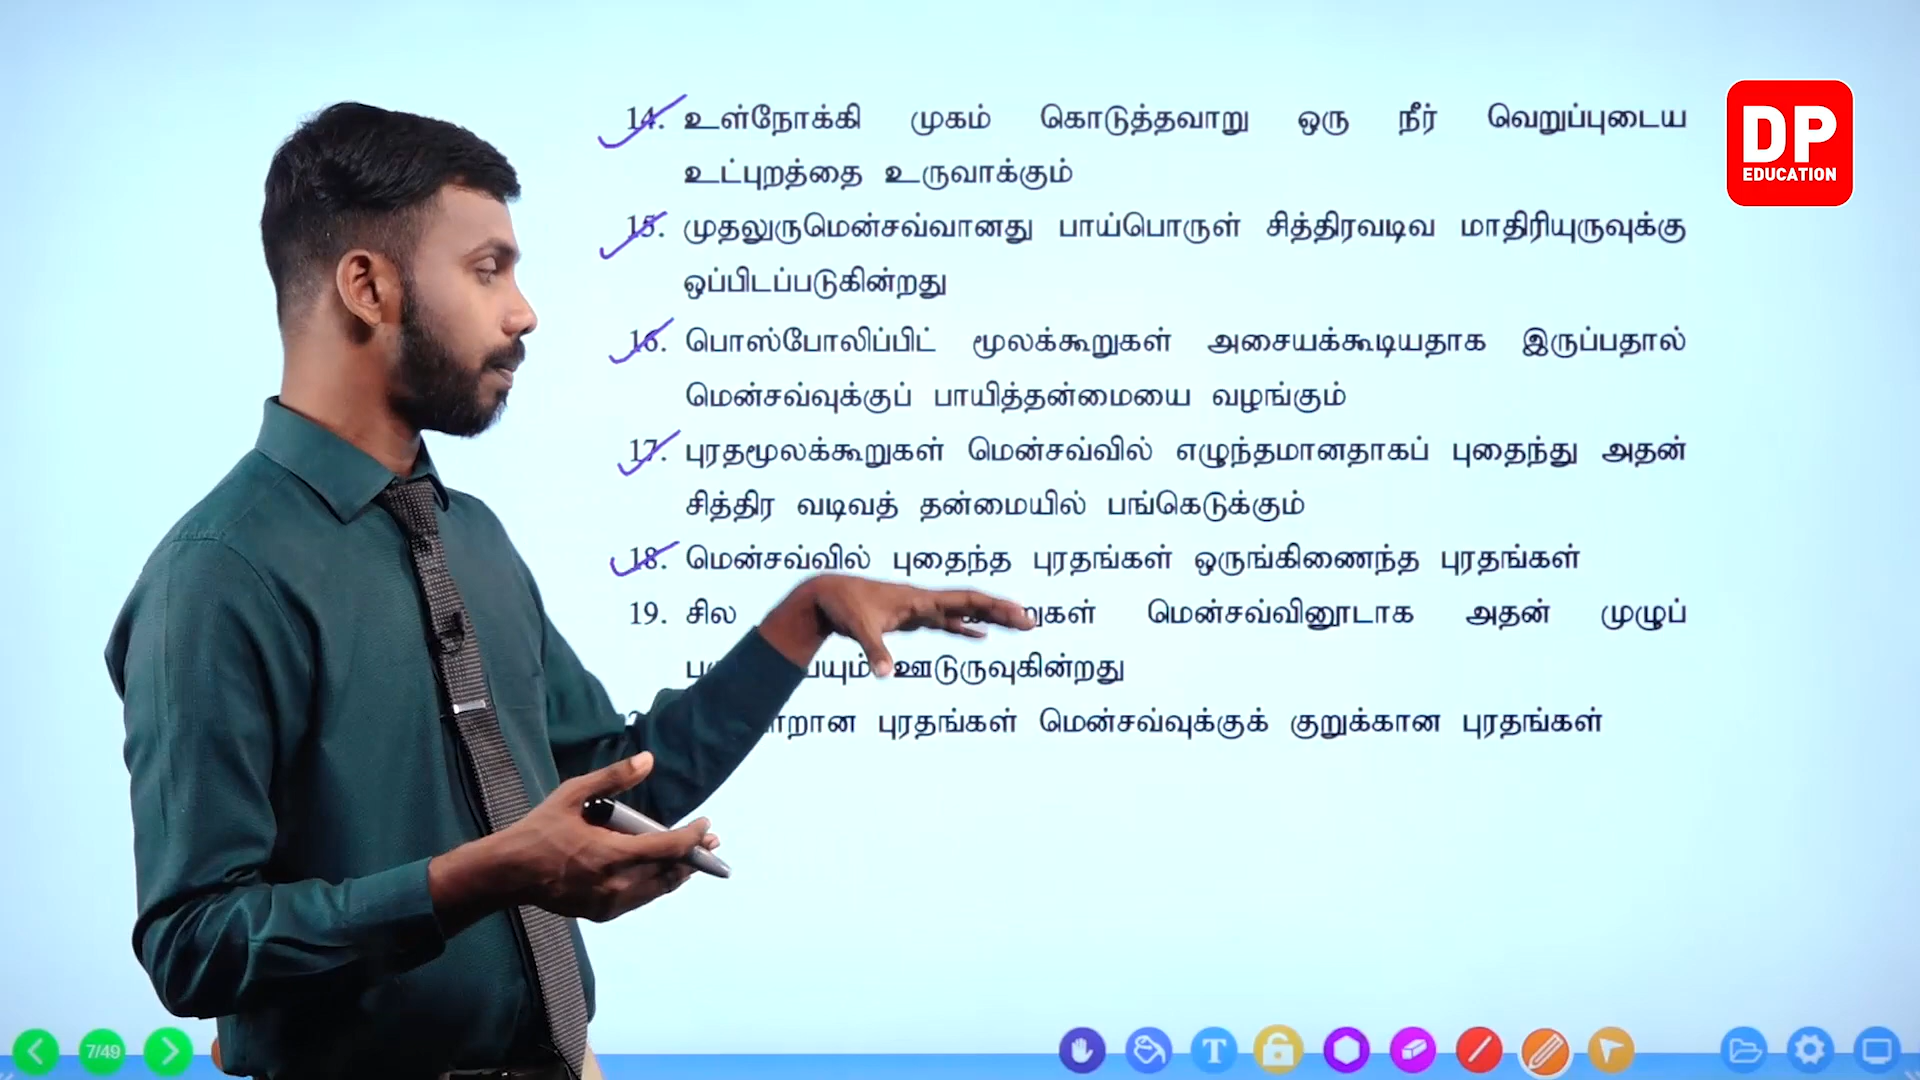 DP
EDUCATION
14. உள்நோக்கி முகம் கொடுத்தவாறு ஒரு நீர் வெறுப்புடைய
உட்புறத்தை உருவாக்கும்
15. முதலுருமென்சவ்வானது பாய்பொருள் சித்திரவடிவ மாதிரியுருவுக்கு
ஒப்பிடப்படுகின்றது
16. பொஸ்போலிப்பிட் மூலக்கூறுகள் அசையக்கூடியதாக இருப்பதால்
மென்சவ்வுக்குப் பாயித்தன்மையை வழங்கும்
17. புரதமூலக்கூறுகள் மென்சவ்வில் எழுந்தமானதாகப் புதைந்து அதன்
சித்திர வடிவத் தன்மையில் பங்கெடுக்கும்
18. மென்சவ்வில் புதைந்த புரதங்கள் ஒருங்கிணைந்த புரதங்கள்
19. சில மென்சவ்வினூடாக அதன் முழுப்
ஊடுருவுகின்றது
புரதங்கள் மென்சவ்வுக்குக் குறுக்கான புரதங்கள்
7/49